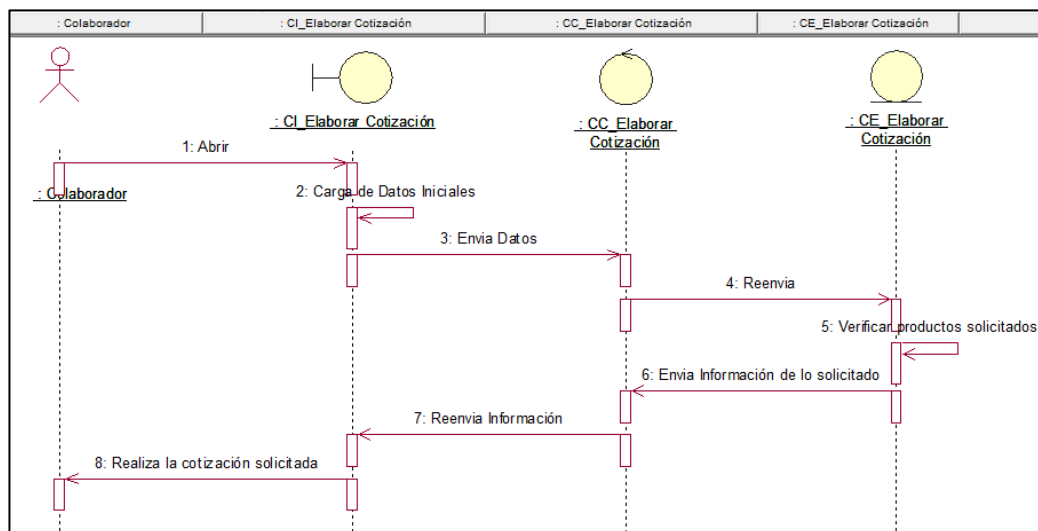 : Colaborador
: CI_Elaborar Cotización
: CC_Elaborar Cotización
: CE_Elaborar Cotización
: CI_Elaborar Cotización
: CC_Elaborar
Cotización
: CE_Elaborar
Cotización
1: Abrir
: Colaborador
2: Carga de Datos Iniciales
3: Envia Datos
4: Reenvia
5: Verificar productos solicitados
6: Envia Información de lo solicitado
7: Reenvia Información
8: Realiza la cotización solicitada